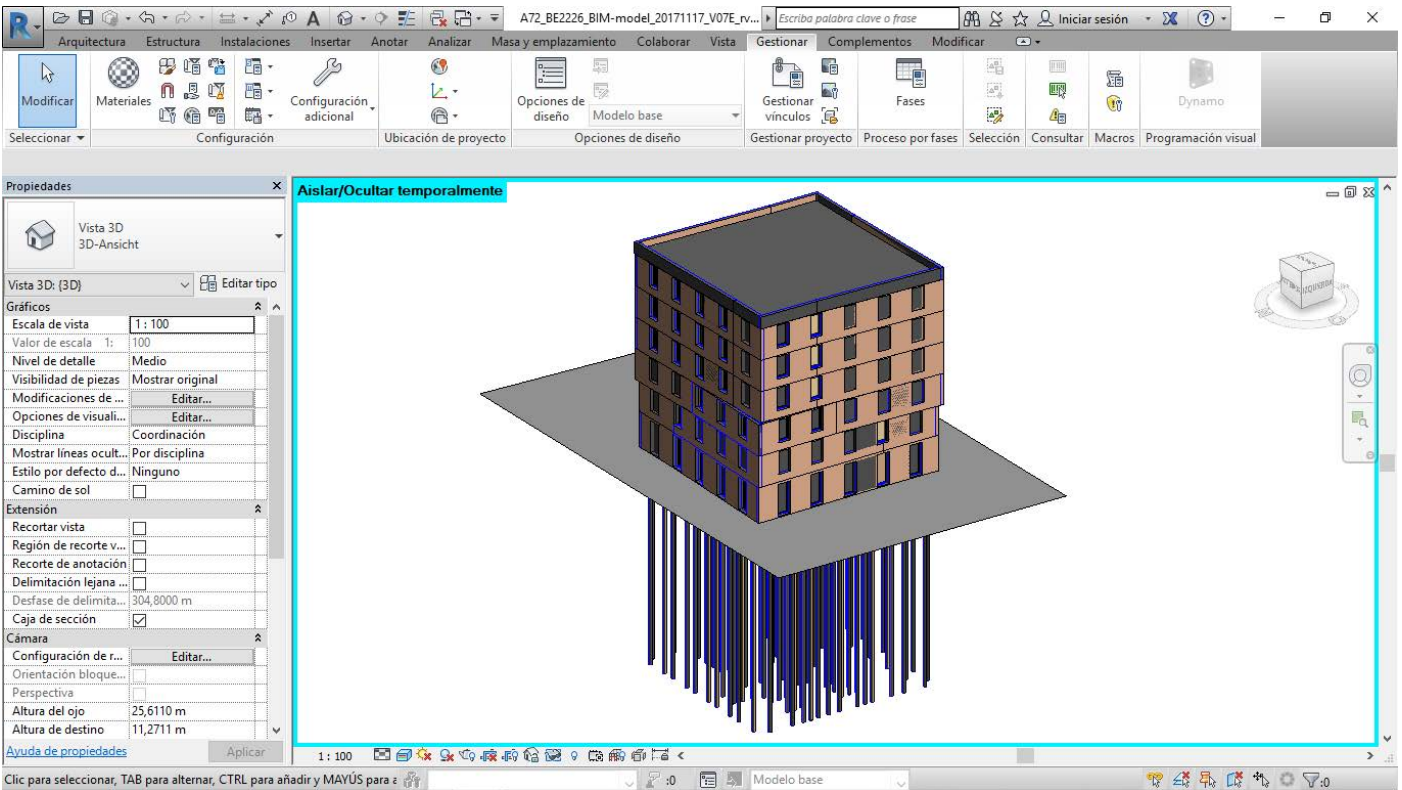 A72_BE2226_BIM-model_20171117_V07E_rv...
Escriba palabra clave o frase
Iniciar sesión
Arquitectura Estructura Instalaciones Insertar Anotar Analizar Masa y emplazamiento Colaborar Vista Gestionar Complementos Modificar
Modificar
Materiales
Configuración adicional
Opciones de diseño
Modelo base
Gestionar vínculos
Fases
Dynamo
Seleccionar Configuración Ubicación de proyecto Opciones de diseño Gestionar proyecto Proceso por fases Selección Consultar Macros Programación visual
Propiedades
Vista 3D
3D-Ansicht
Vista 3D: {3D} Editar tipo
Gráficos
Escala de vista 1 : 100
Valor de escala 1: 100
Nivel de detalle Medio
Visibilidad de piezas Mostrar original
Modificaciones de ... Editar...
Opciones de visuali... Editar...
Disciplina Coordinación
Mostrar líneas ocult... Por disciplina
Estilo por defecto d... Ninguno
Camino de sol
Extensión
Recortar vista
Región de recorte v...
Recorte de anotación
Delimitación lejana ...
Desfase de delimita... 304,8000 m
Caja de sección
Cámara
Configuración de r... Editar...
Orientación bloque...
Perspectiva
Altura del ojo 25,6110 m
Altura de destino 11,2711 m
Ayuda de propiedades Aplicar
Aislar/Ocultar temporalmente
1 : 100
Clic para seleccionar, TAB para alternar, CTRL para añadir y MAYÚS para a
:0
Modelo base
:0